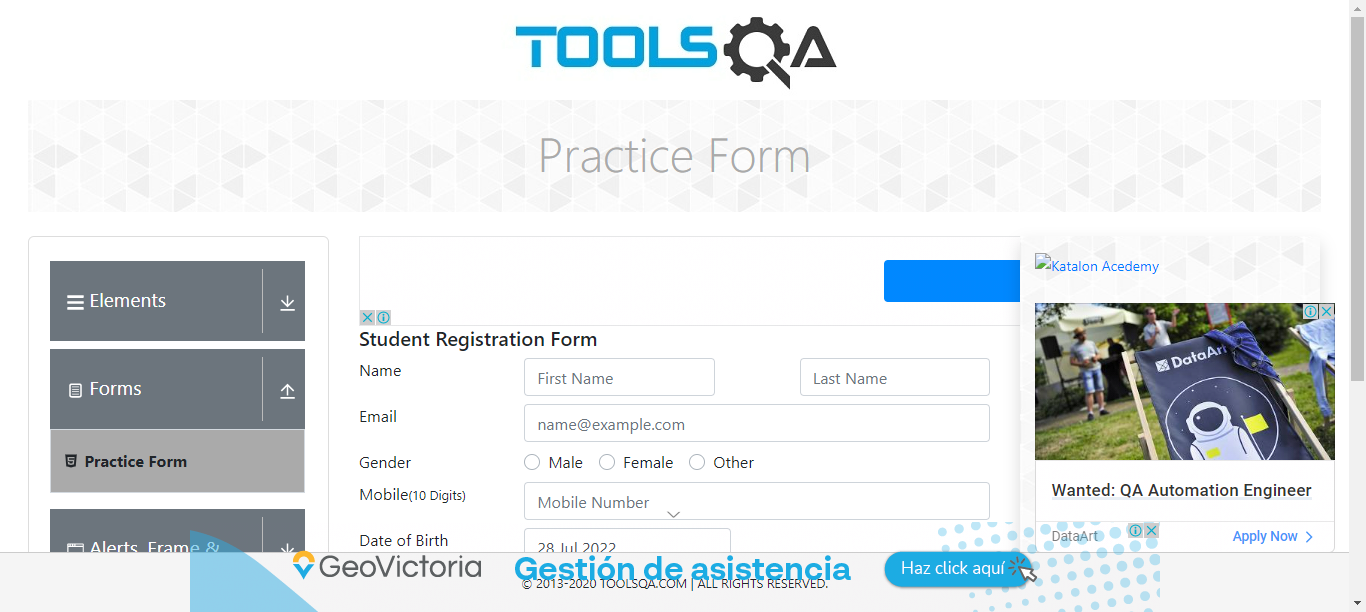 TOOLSQA
Practice Form
Elements
Forms
Practice Form
Alerts, Frame &
Student Registration Form
Name
First Name
Last Name
Email
name@example.com
Gender
Male
Female
Other
Mobile(10 Digits)
Mobile Number
Date of Birth
28 Jul 2022
Katalon Acedemy
DataArt
Wanted: QA Automation Engineer
DataArt
Apply Now
GeoVictoria
Gestión de asistencia
Haz click aquí
© 2013-2020 TOOLSQA.COM | ALL RIGHTS RESERVED.